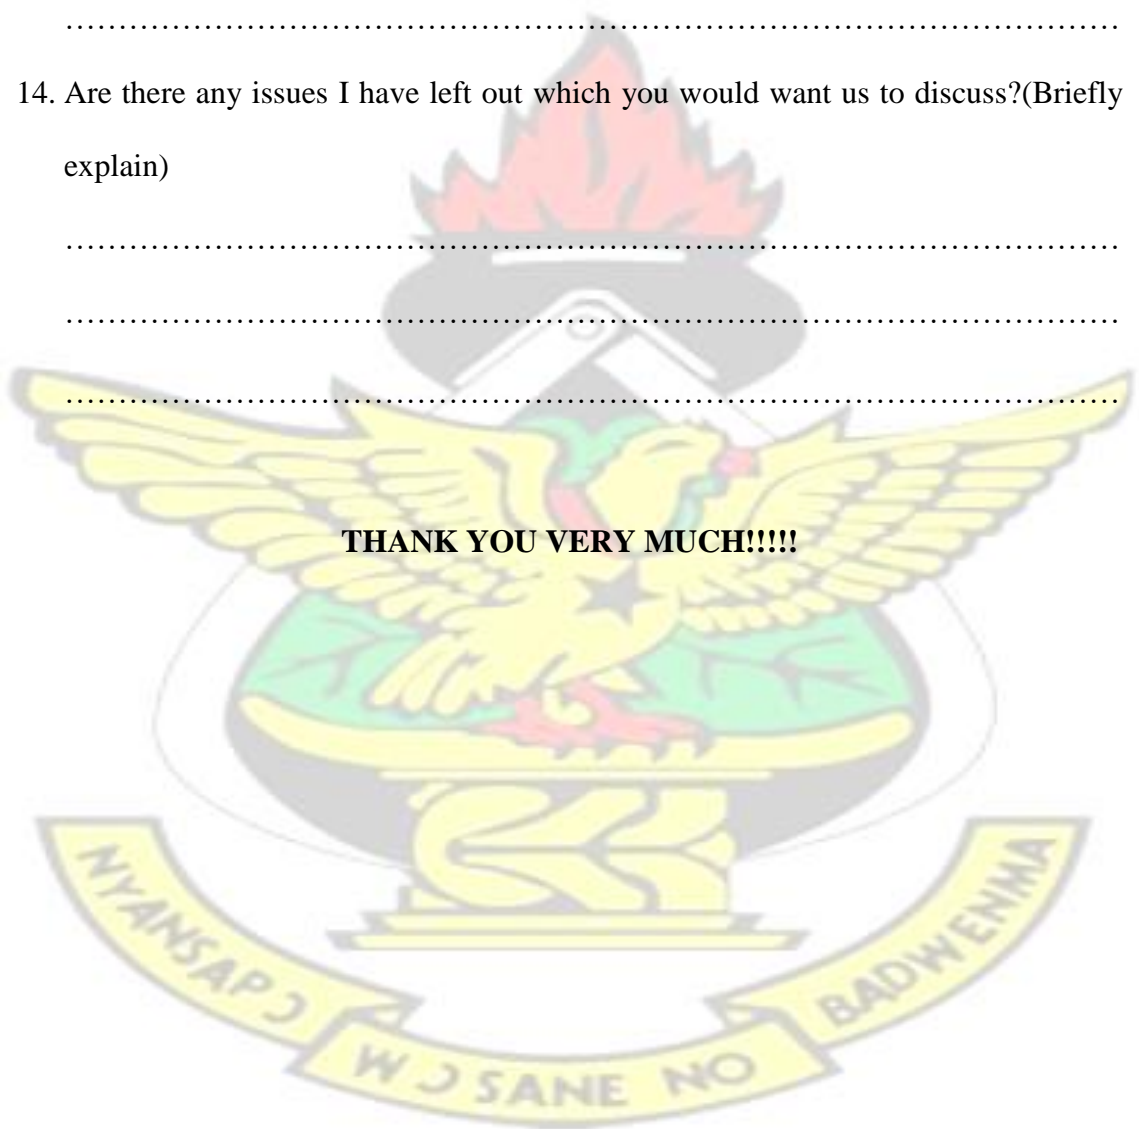 ……………………………………………………………………………………
14. Are there any issues I have left out which you would want us to discuss?(Briefly
explain)
……………………………………………………………………………………
……………………………………………………………………………………
……………………………………………………………………………………
THANK YOU VERY MUCH!!!!!
NYANSAPƆ
WƆSANE NO
BADWENMA